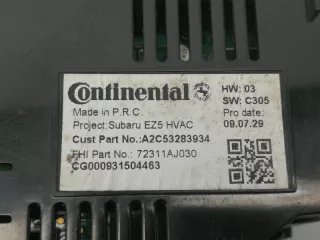 Continental
HW: 03
SW: C305
Made in P.R.C.
Pro date:
Project:Subaru EZ5 HVAC
09.07.29
Cust Part No.:A2C53283934
FHI Part No: 72311AJ030
CG000931504463